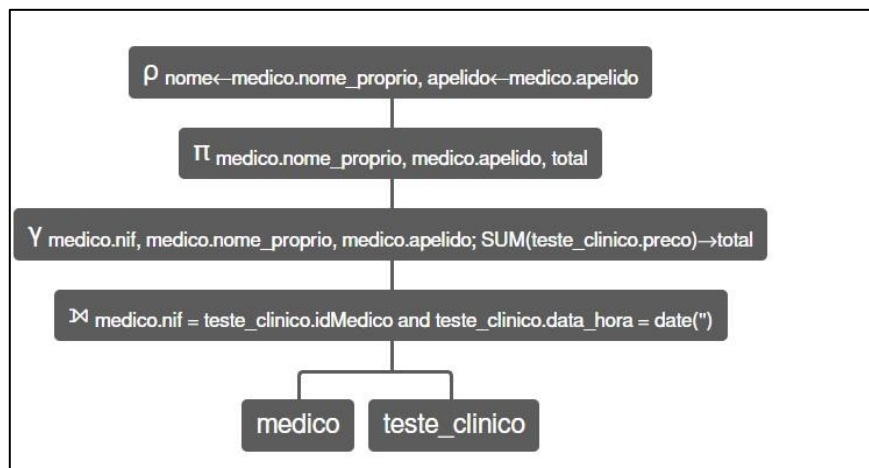 ρ nome←medico.nome_proprio, apelido←medico.apelido
π medico.nome_proprio, medico.apelido, total
γ medico.nif, medico.nome_proprio, medico.apelido; SUM(teste_clinico.preco)→total
⟕ medico.nif = teste_clinico.idMedico and teste_clinico.data_hora = date('')
medico
teste_clinico